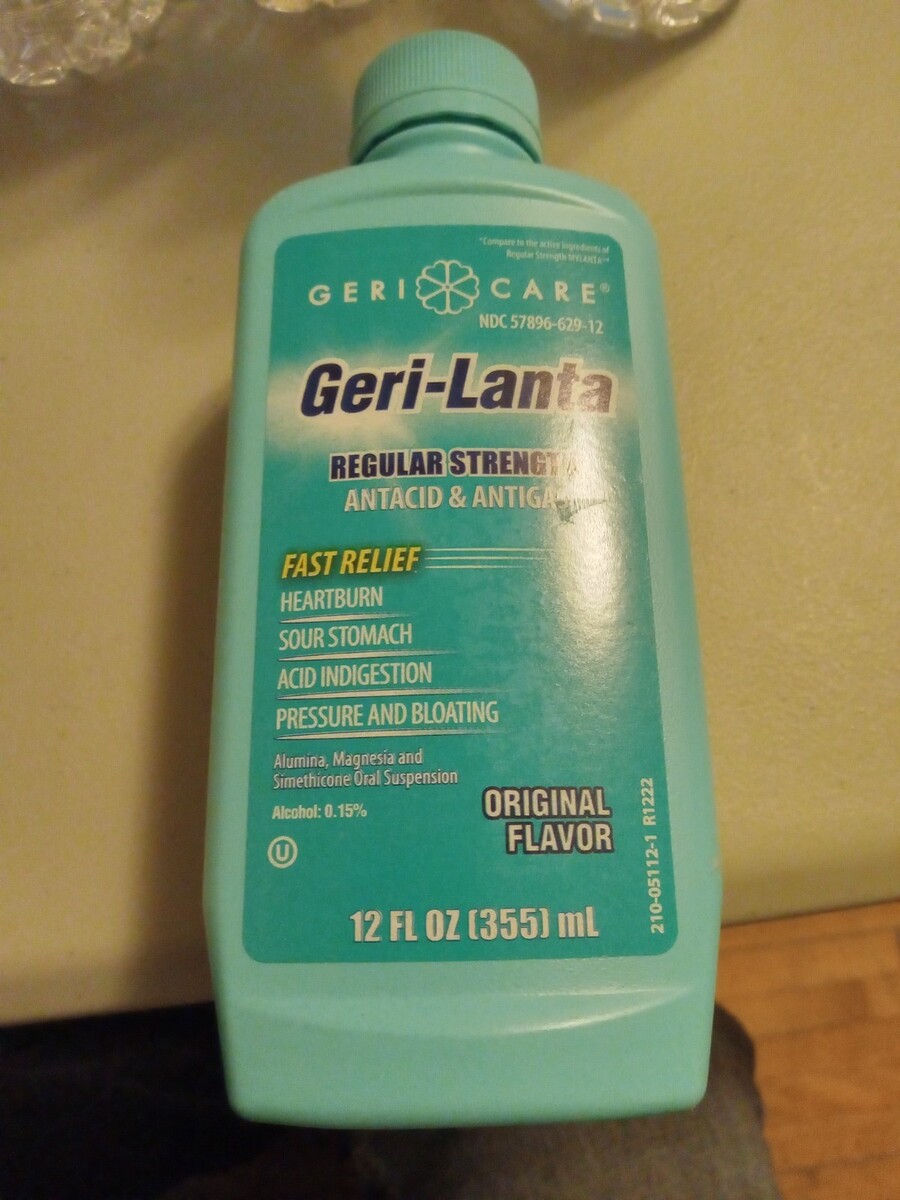 *Compare to the active ingredients of
Regular Strength MYLANTA™*
GERI CARE®
NDC 57896-629-12
Geri-Lanta
REGULAR STRENGTH
ANTACID & ANTIGA
FAST RELIEF
HEARTBURN
SOUR STOMACH
ACID INDIGESTION
PRESSURE AND BLOATING
Alumina, Magnesia and
Simethicone Oral Suspension
Alcohol: 0.15%
U
ORIGINAL
FLAVOR
12 FL OZ (355) mL
210-05112-1 R1222